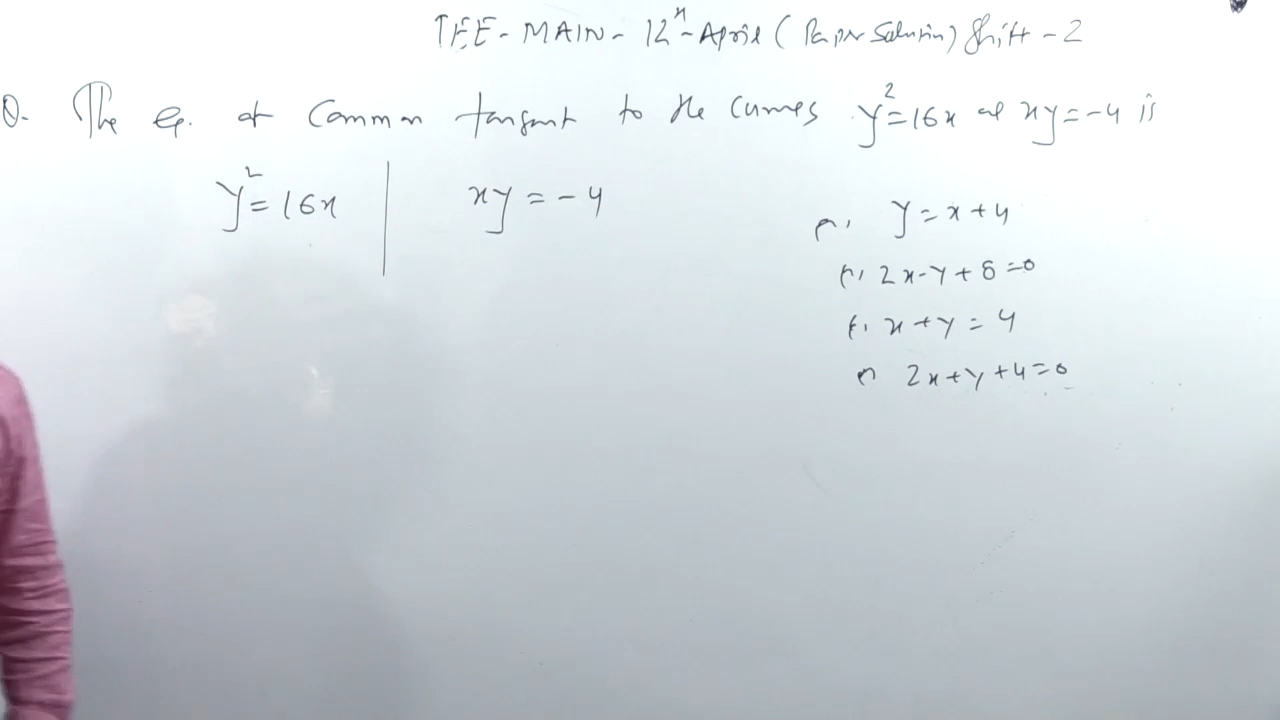 JEE-MAIN-12th-April (Paper Solution) Shift-2
Q. The eq. of Common tangent to the curves y²=16x and xy=-4 is
y²=16x | xy=-4
y=x+4
2x-y+8=0
x+y=4
2x+y+4=0